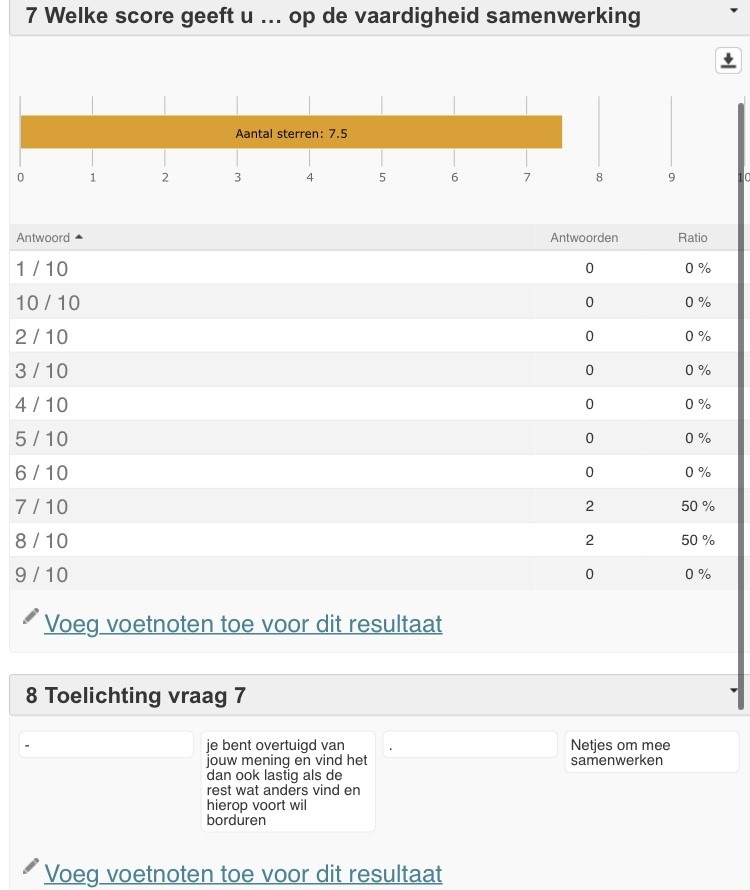 7 Welke score geeft u ... op de vaardigheid samenwerking
Aantal sterren: 7.5
0 1 2 3 4 5 6 7 8 9 10
Antwoord Antwoorden Ratio
1 / 10 0 0 %
10 / 10 0 0 %
2 / 10 0 0 %
3 / 10 0 0 %
4 / 10 0 0 %
5 / 10 0 0 %
6 / 10 0 0 %
7 / 10 2 50 %
8 / 10 2 50 %
9 / 10 0 0 %
Voeg voetnoten toe voor dit resultaat
8 Toelichting vraag 7
-
je bent overtuigd van
jouw mening en vind het
dan ook lastig als de
rest wat anders vind en
hierop voort wil
borduren
.
Netjes om mee
samenwerken
Voeg voetnoten toe voor dit resultaat